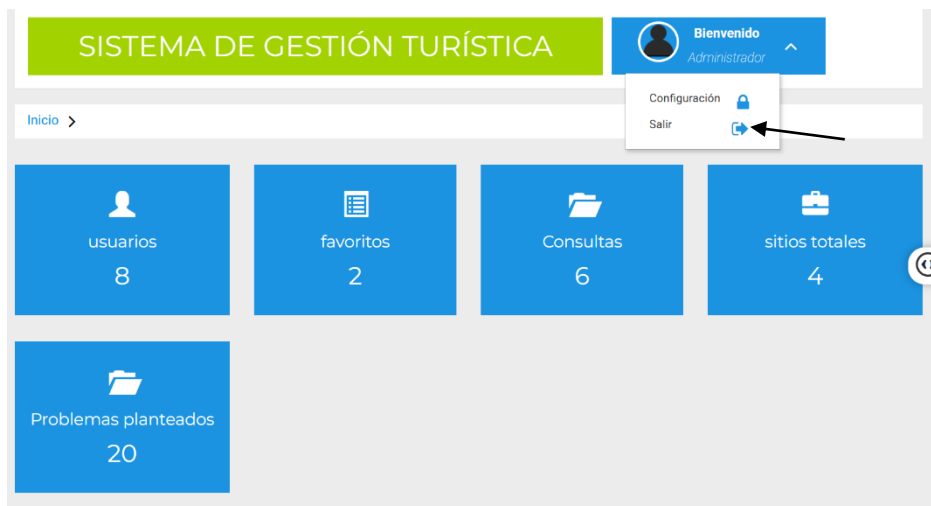 SISTEMA DE GESTIÓN TURÍSTICA
Bienvenido
Administrador
Configuración
Salir
Inicio
usuarios
8
favoritos
2
Consultas
6
sitios totales
4
Problemas planteados
20